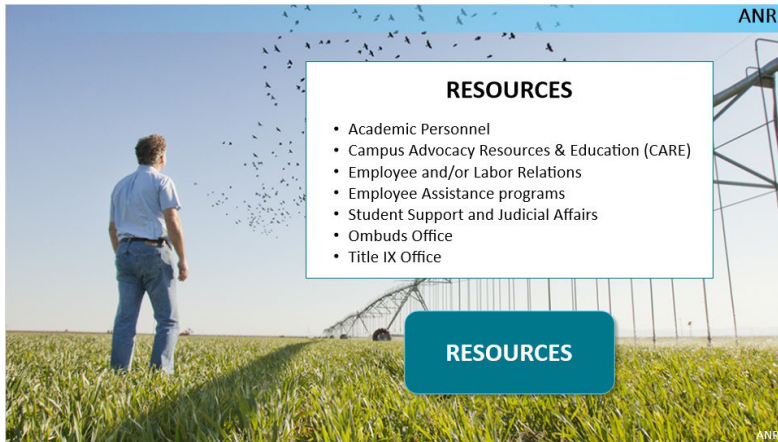 ANR
RESOURCES
• Academic Personnel
• Campus Advocacy Resources & Education (CARE)
• Employee and/or Labor Relations
• Employee Assistance programs
• Student Support and Judicial Affairs
• Ombuds Office
• Title IX Office
RESOURCES
ANR